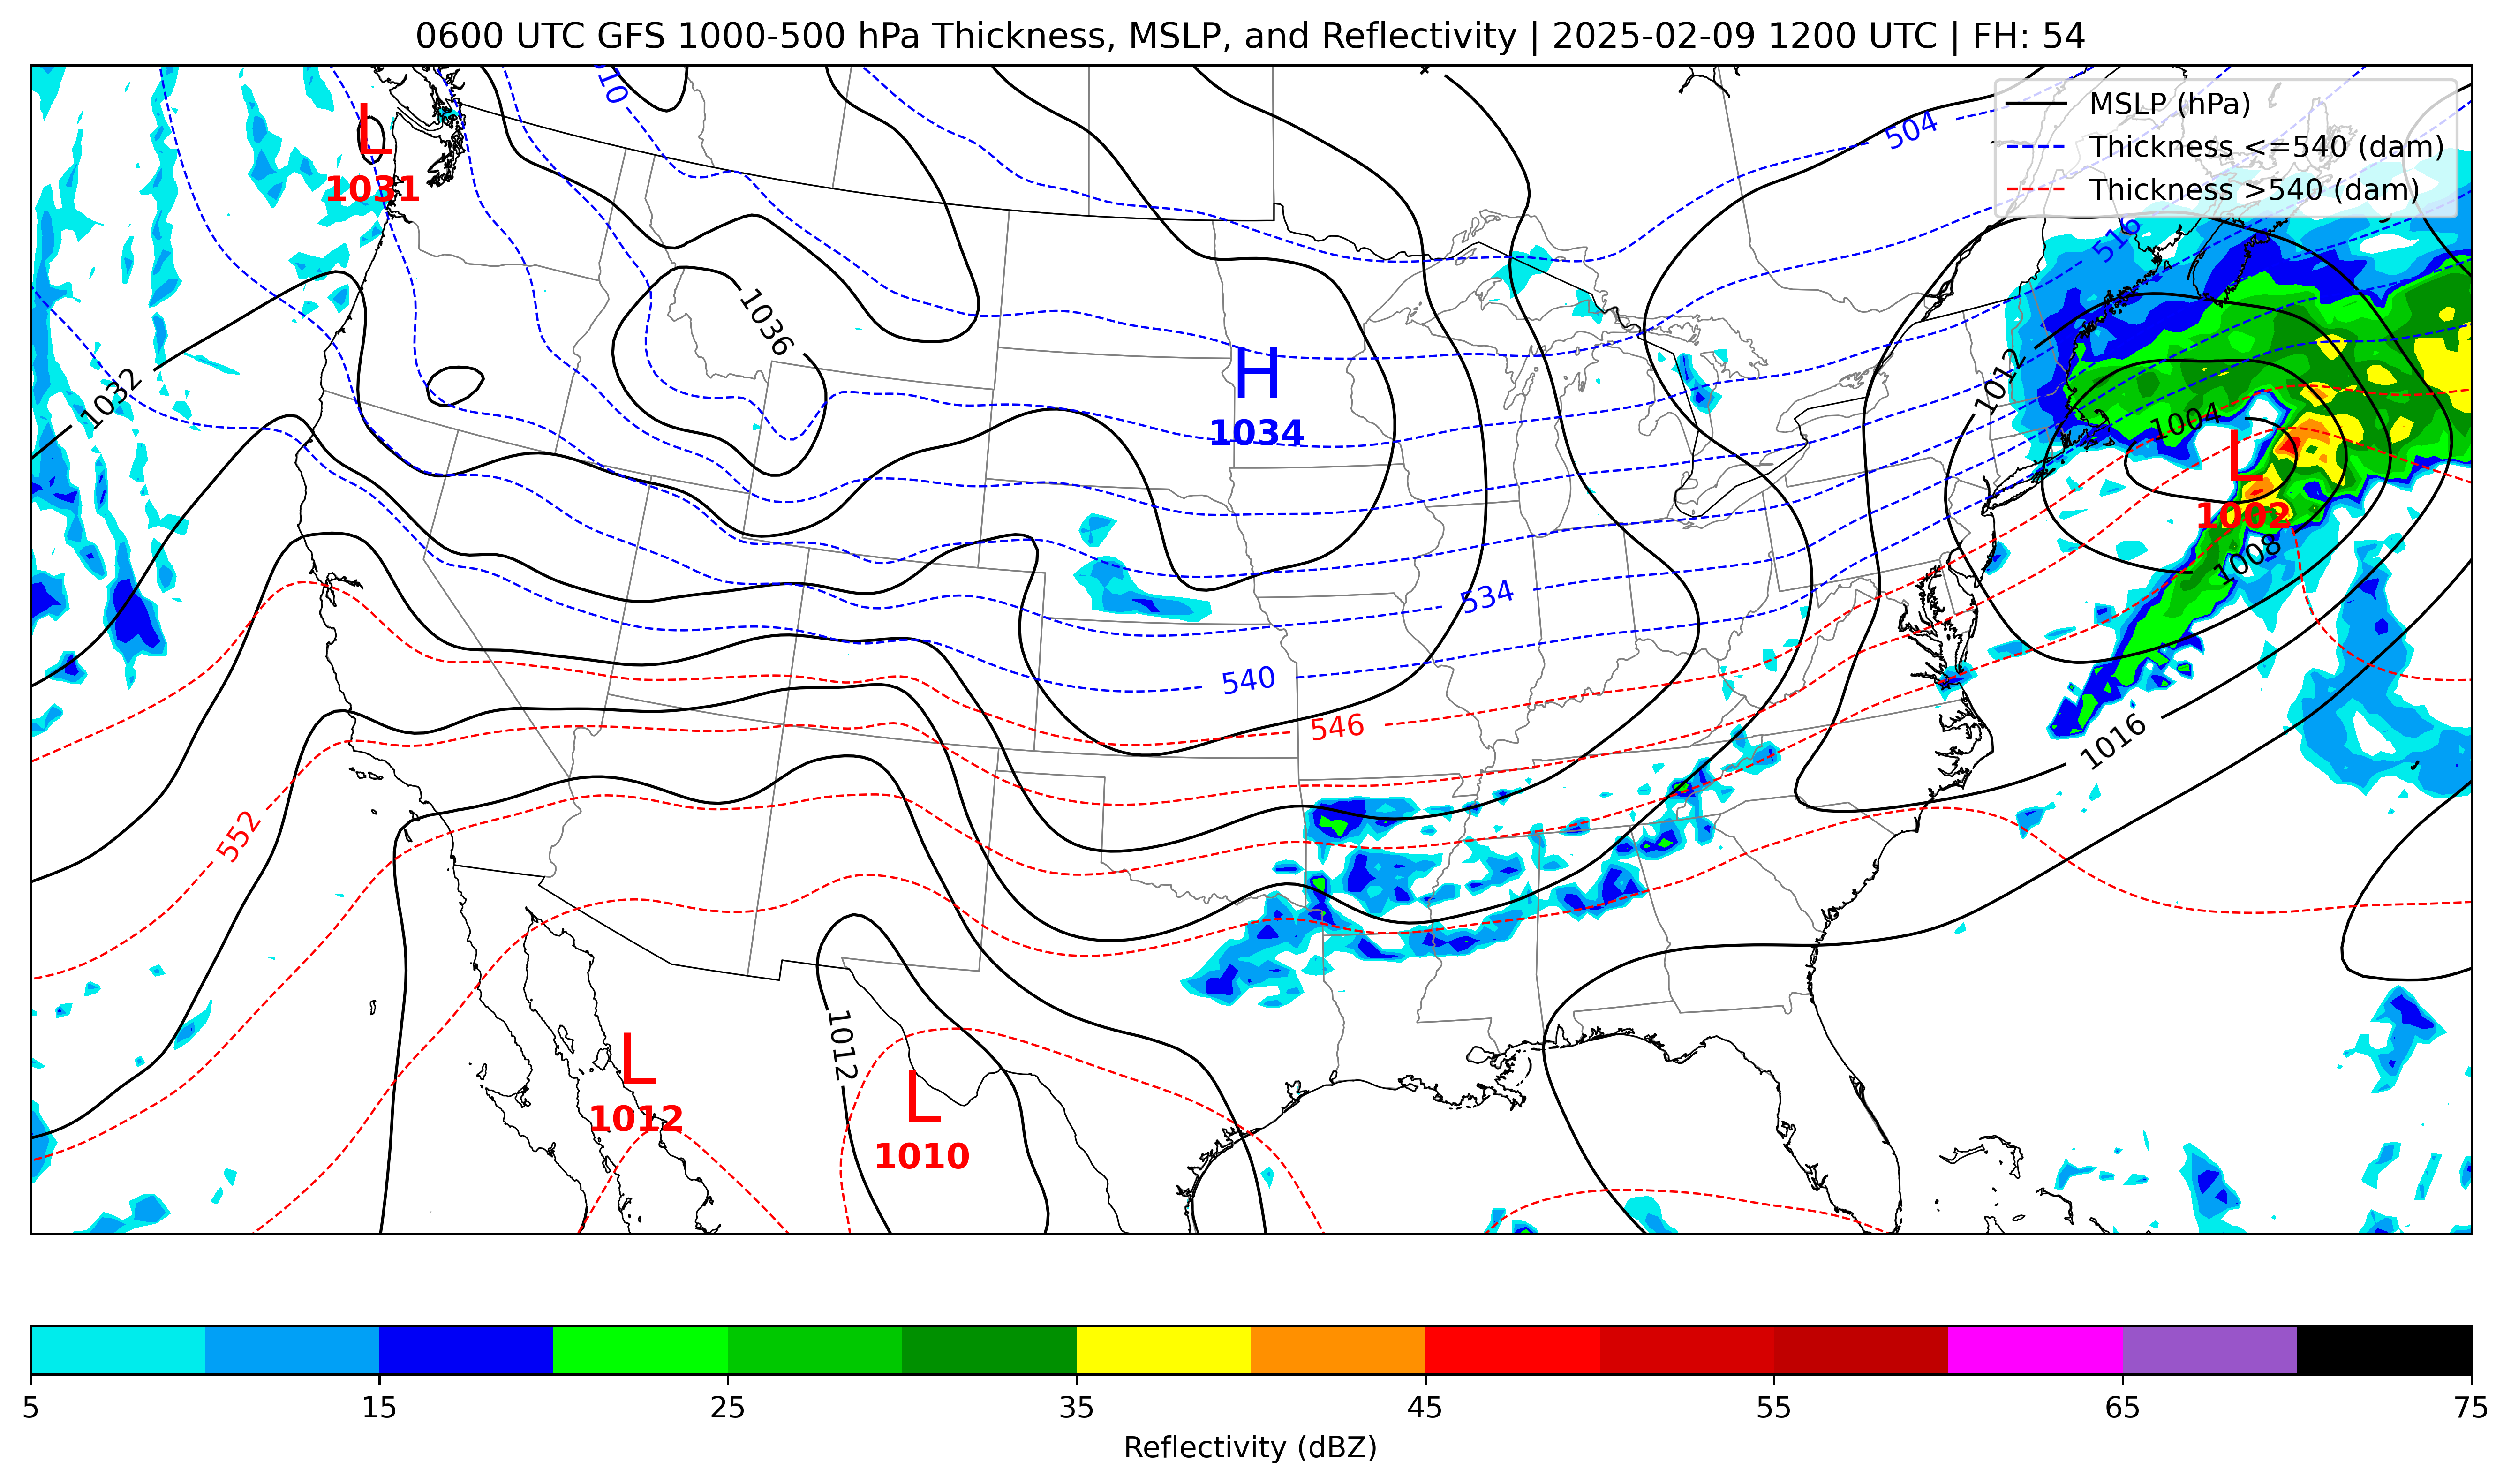 0600 UTC GFS 1000-500 hPa Thickness, MSLP, and Reflectivity | 2025-02-09 1200 UTC | FH: 54
MSLP (hPa)
Thickness <=540 (dam)
Thickness >540 (dam)
510
504
L
1031
516
1036
1032
H
1034
1012
1004
L
1002
1008
534
540
546
1016
552
1012
L
1012
L
1010
5 15 25 35 45 55 65 75
Reflectivity (dBZ)